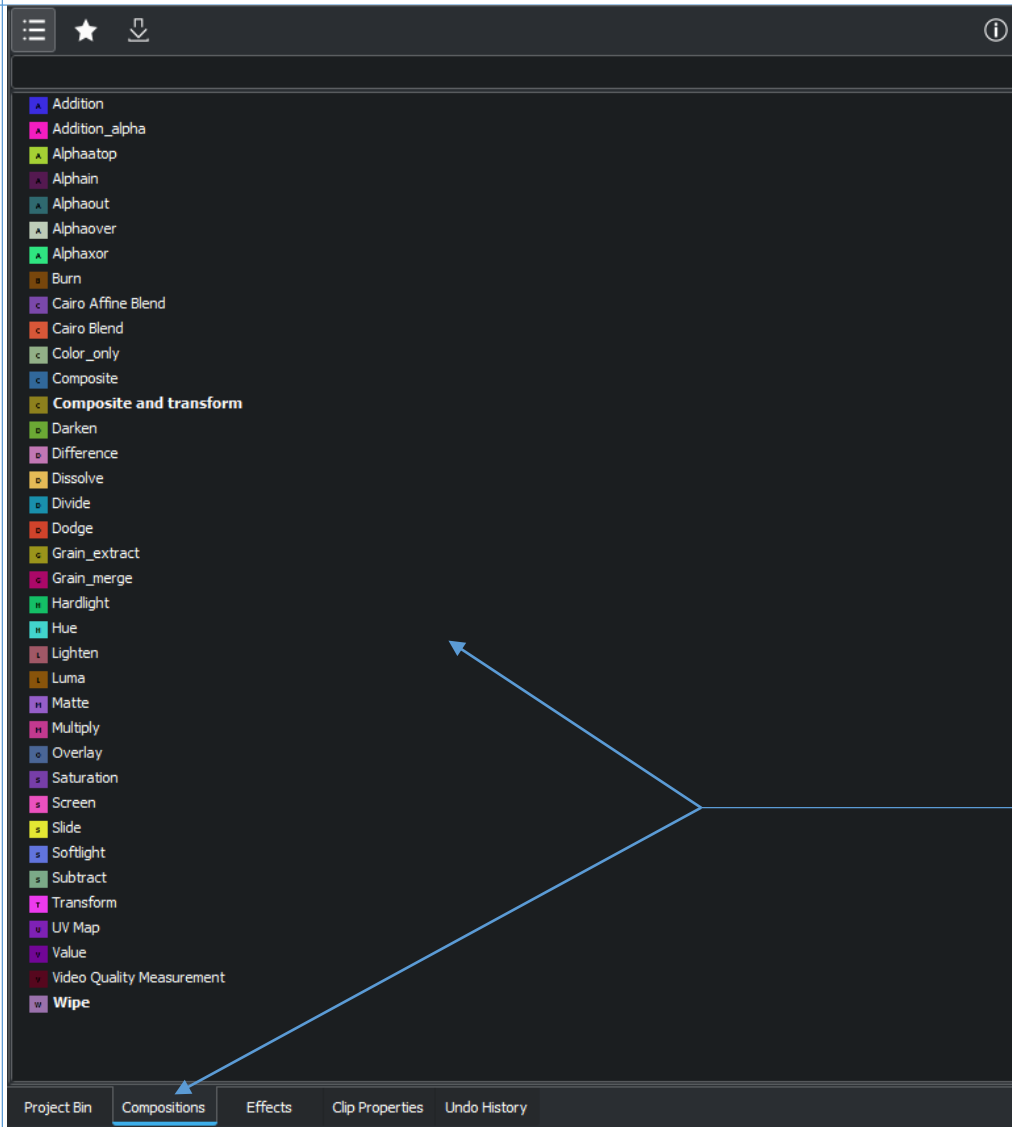 A Addition
A Addition_alpha
A Alphaatop
A Alphain
A Alphaout
A Alphaover
A Alphaxor
B Burn
C Cairo Affine Blend
C Cairo Blend
C Color_only
C Composite
C Composite and transform
D Darken
D Difference
D Dissolve
D Divide
D Dodge
G Grain_extract
G Grain_merge
H Hardlight
H Hue
L Lighten
L Luma
M Matte
M Multiply
O Overlay
S Saturation
S Screen
S Slide
S Softlight
S Subtract
T Transform
U UV Map
V Value
V Video Quality Measurement
W Wipe
Project Bin Compositions Effects Clip Properties Undo History